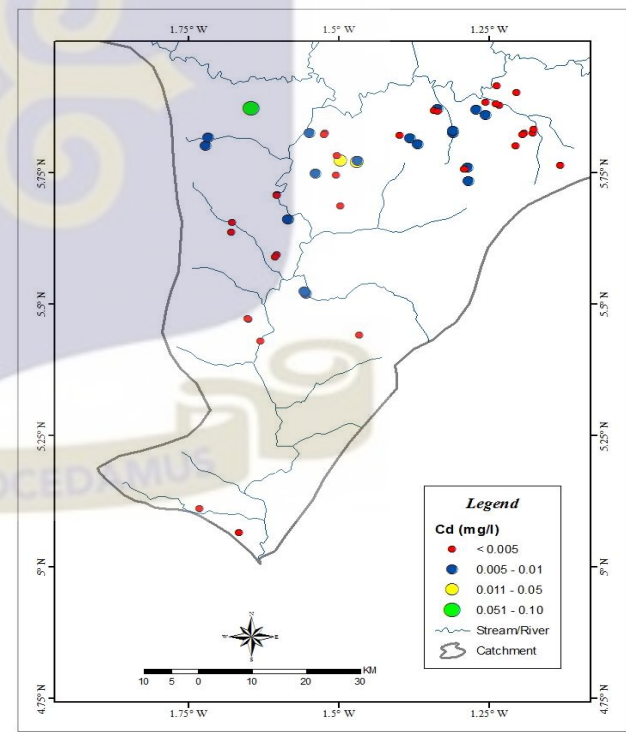 1.75° W 1.5° W 1.25° W
5.75° N 5.75° N
5.5° N 5.5° N
5.25° N 5.25° N
OCEDAMUS
5° N 5° N
4.75° N 4.75° N
Legend
Cd (mg/l)
< 0.005
0.005 - 0.01
0.011 - 0.05
0.051 - 0.10
Stream/River
Catchment
N
W E
S
KM
10 5 0 10 20 30
1.75° W 1.5° W 1.25° W